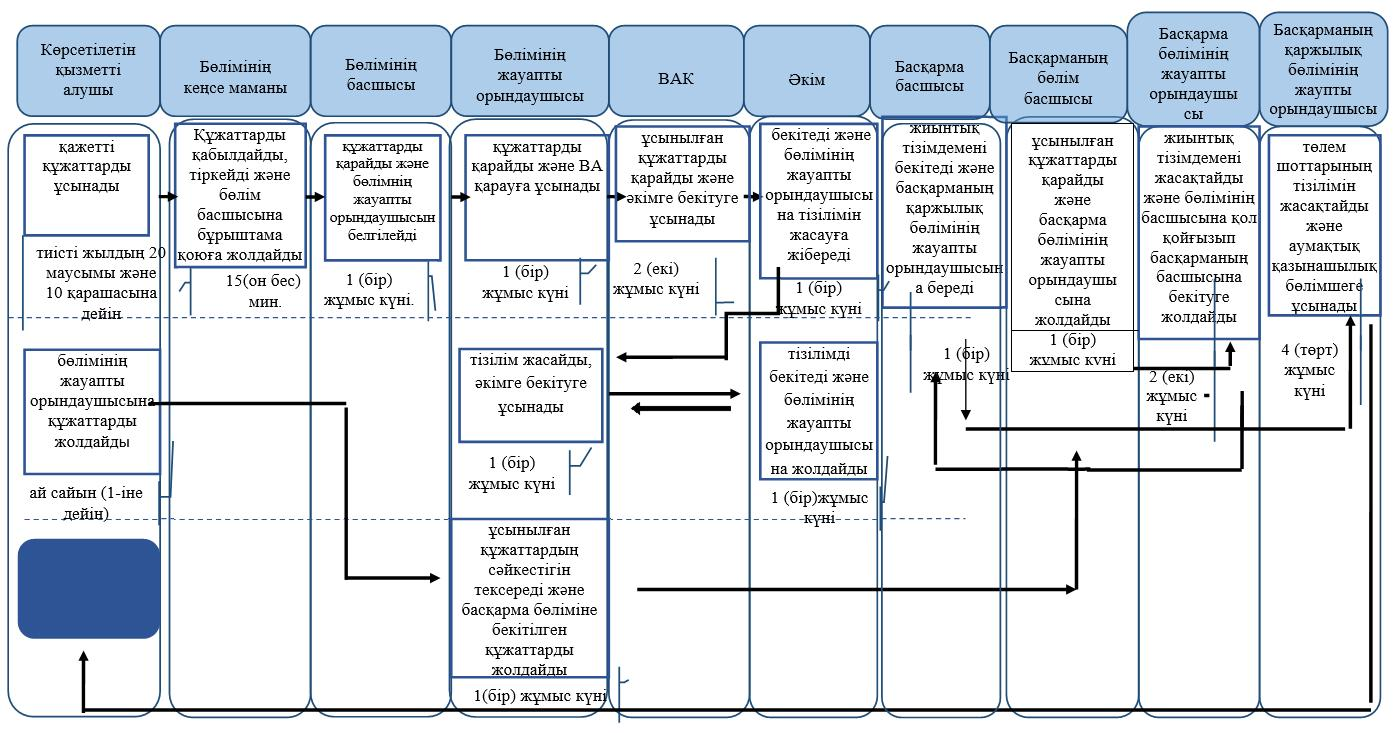 Көрсетілетін
қызметті
алушы
Бөлімінің
кеңсе маманы
Бөлімінің
басшысы
Бөлімінің
жауапты
орындаушысы
ВАК
Әкім
Басқарма
басшысы
Басқарманың
бөлім
басшысы
Басқарма
бөлімінің
жауапты
орындаушы
сы
Басқарманың
қаржылық
бөлімінің
жаупты
орындаушысы
қажетті
құжаттарды
ұсынады
тиісті жылдың 20
маусымы және
10 қарашасына
дейін
Құжаттарды
қабылдайды,
тіркейді және
бөлім
басшысына
бұрыштама
қоюға жолдайды
15(он бес)
мин.
құжаттарды
қарайды және
бөлімнің
жауапты
орындаушысын
белгілейді
1 (бір)
жұмыс күні.
құжаттарды
қарайды және ВА
қарауға ұсынады
1 (бір)
жұмыс күні
ұсынылған
құжаттарды
қарайды және
әкімге бекітуге
ұсынады
2 (екі)
жұмыс күні
бекітеді және
бөлімінің
жауапты
орындаушысы
на тізілімін
жасауға
жібереді
1 (бір)
жұмыс күні
жиынтық
тізімдемені
бекітеді және
басқарманың
қаржылық
бөлімінің
жауапты
орындаушысын
а береді
1 (бір)
жұмыс күні
ұсынылған
құжаттарды
қарайды
және
басқарма
бөлімінің
жауапты
орындаушы
сына
жолдайды
1 (бір)
жұмыс күні
жиынтық
тізімдемені
жасақтайды
және бөлімінің
басшысына қол
қойғызып
басқарманың
басшысына
бекітуге
жолдайды
2 (екі)
жұмыс
күні
төлем
шоттарының
тізілімін
жасақтайды
және
аумақтық
қазынашылық
бөлімшеге
ұсынады
4 (төрт)
жұмыс
күні
бөлімінің
жауапты
орындаушысына
құжаттарды
жолдайды
ай сайын (1-іне
дейін)
тізілім жасайды,
әкімге бекітуге
ұсынады
1 (бір)
жұмыс күні
тізілімді
бекітеді және
бөлімінің
жауапты
орындаушысы
на жолдайды
1 (бір)жұмыс
күні
ұсынылған
құжаттардың
сәйкестігін
тексереді және
басқарма бөліміне
бекітілген
құжаттарды
жолдайды
1(бір) жұмыс күні